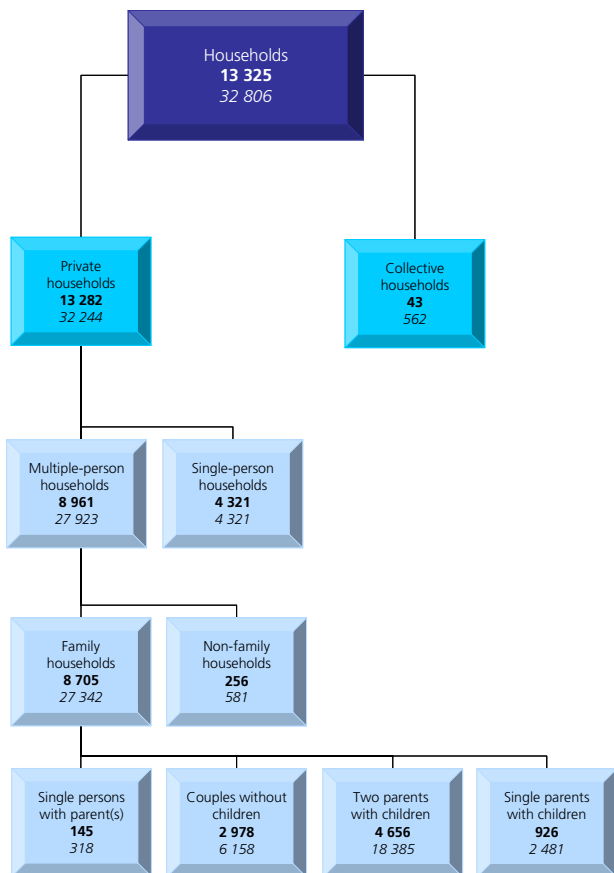 Households
13 325
32 806
Private
households
13 282
32 244
Collective
households
43
562
Multiple-person
households
8 961
27 923
Single-person
households
4 321
4 321
Family
households
8 705
27 342
Non-family
households
256
581
Single persons
with parent(s)
145
318
Couples without
children
2 978
6 158
Two parents
with children
4 656
18 385
Single parents
with children
926
2 481